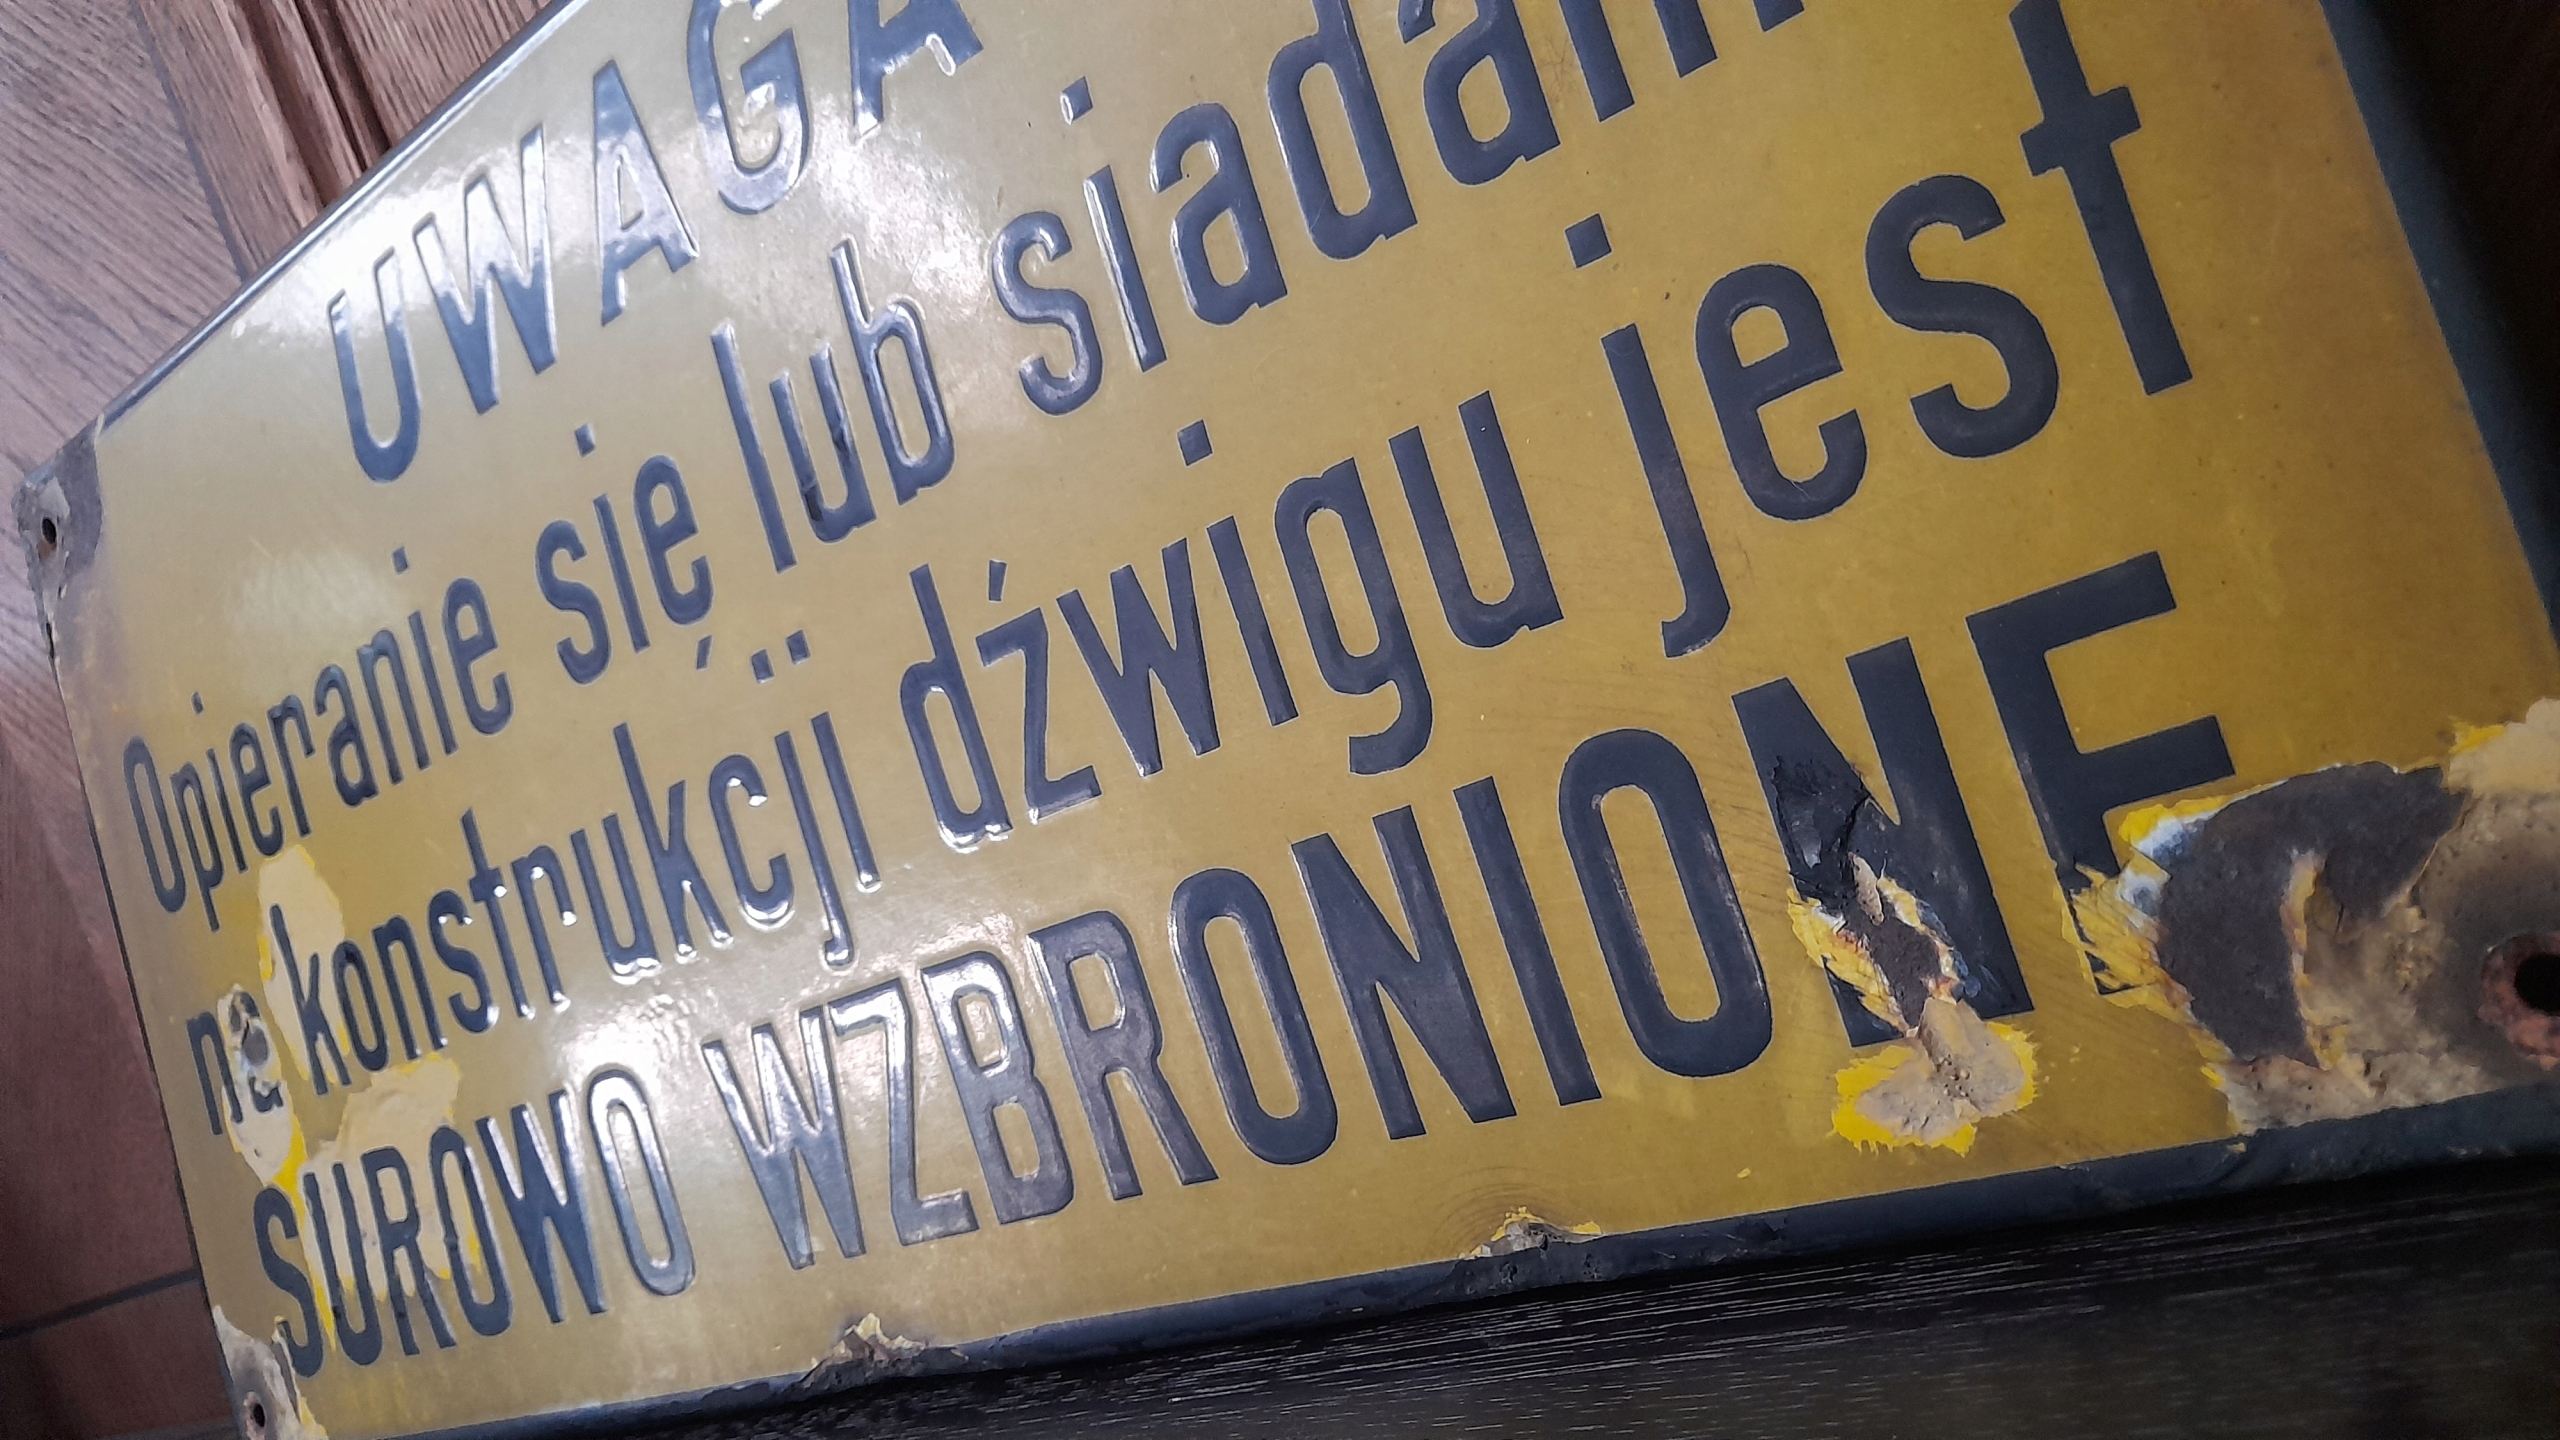 UWAGA
Opieranie się lub
na konstrukcji dźwigu jest
SUROWO WZBRONIONE